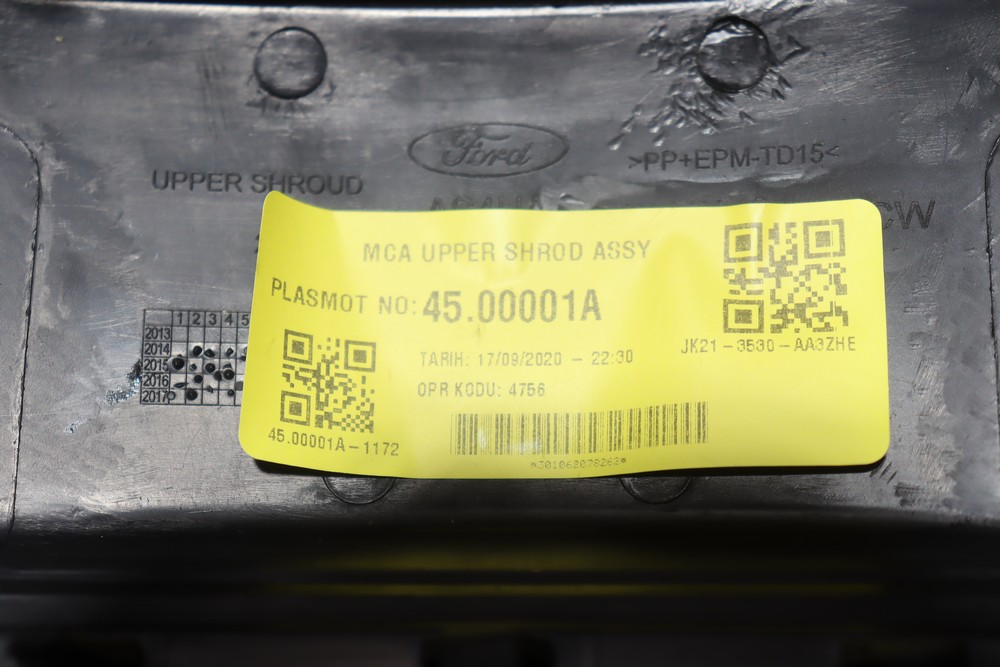 Ford
>PP+EPM-TD15<
UPPER SHROUD
CW
MCA UPPER SHROD ASSY
PLASMOT NO: 45.00001A
JK21-3530-AA3ZHE
TARIH: 17/09/2020 - 22:30
OPR KODU: 4756
45.00001A-1172
*301062078262*
1 2 3 4 5
2013
2014
2015
2016
2017